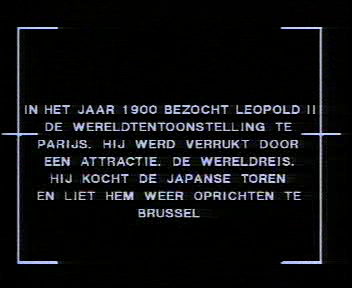 IN HET JAAR 1900 BEZOCHT LEOPOLD II
DE WERELDTENTOONSTELLING TE
PARIJS. HIJ WERD VERRUKT DOOR
EEN ATTRACTIE. DE WERELDREIS.
HIJ KOCHT DE JAPANSE TOREN
EN LIET HEM WEER OPRICHTEN TE
BRUSSEL